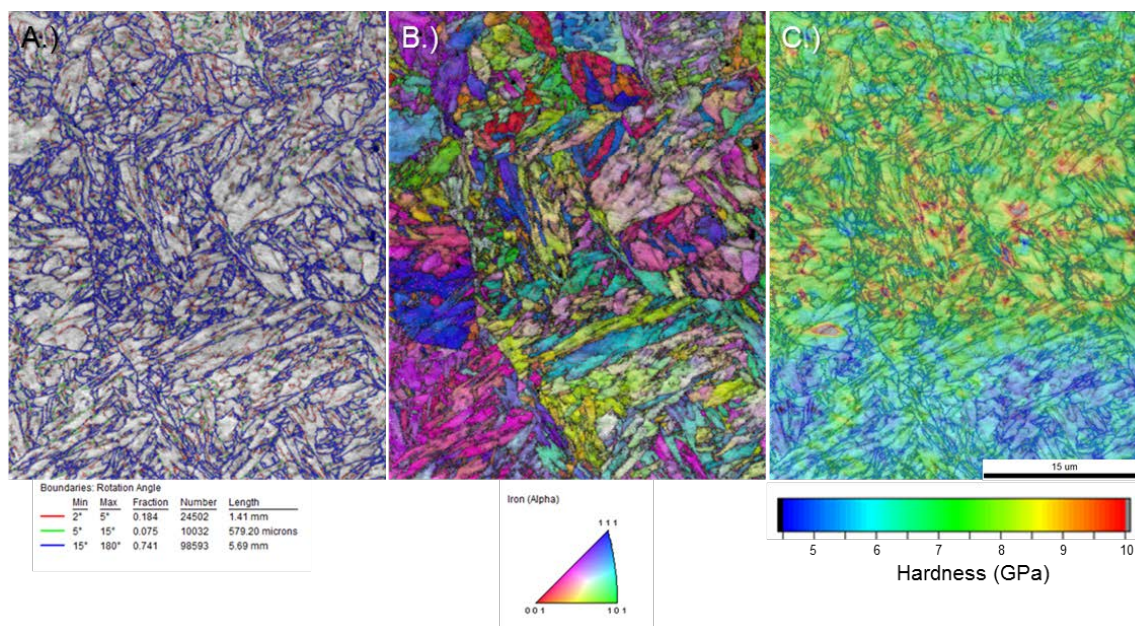 A.)
B.)
C.)
15 um
Boundaries: Rotation Angle
Min Max Fraction Number Length
2° 5° 0.184 24502 1.41 mm
5° 15° 0.075 10032 579.20 microns
15° 180° 0.741 98593 5.69 mm
Iron (Alpha)
1 1 1
0 0 1 1 0 1
5 6 7 8 9 10
Hardness (GPa)